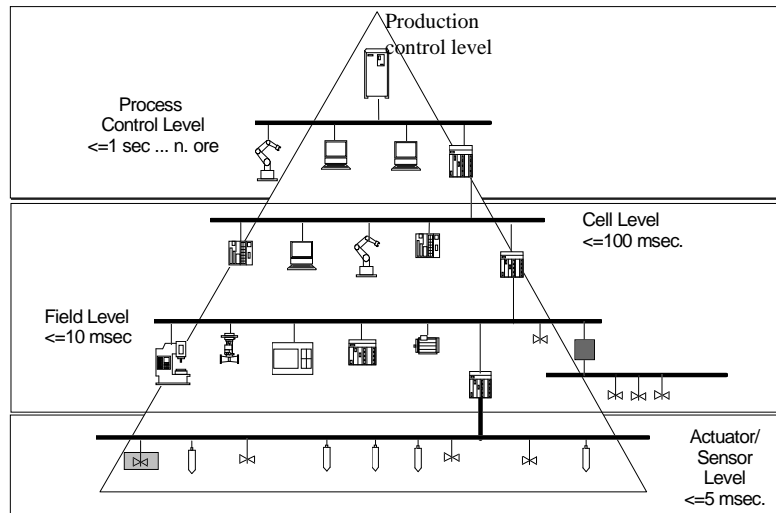 Production
control level
Process
Control Level
<=1 sec ... n. ore
Cell Level
<=100 msec.
Field Level
<=10 msec
Actuator/
Sensor
Level
<=5 msec.